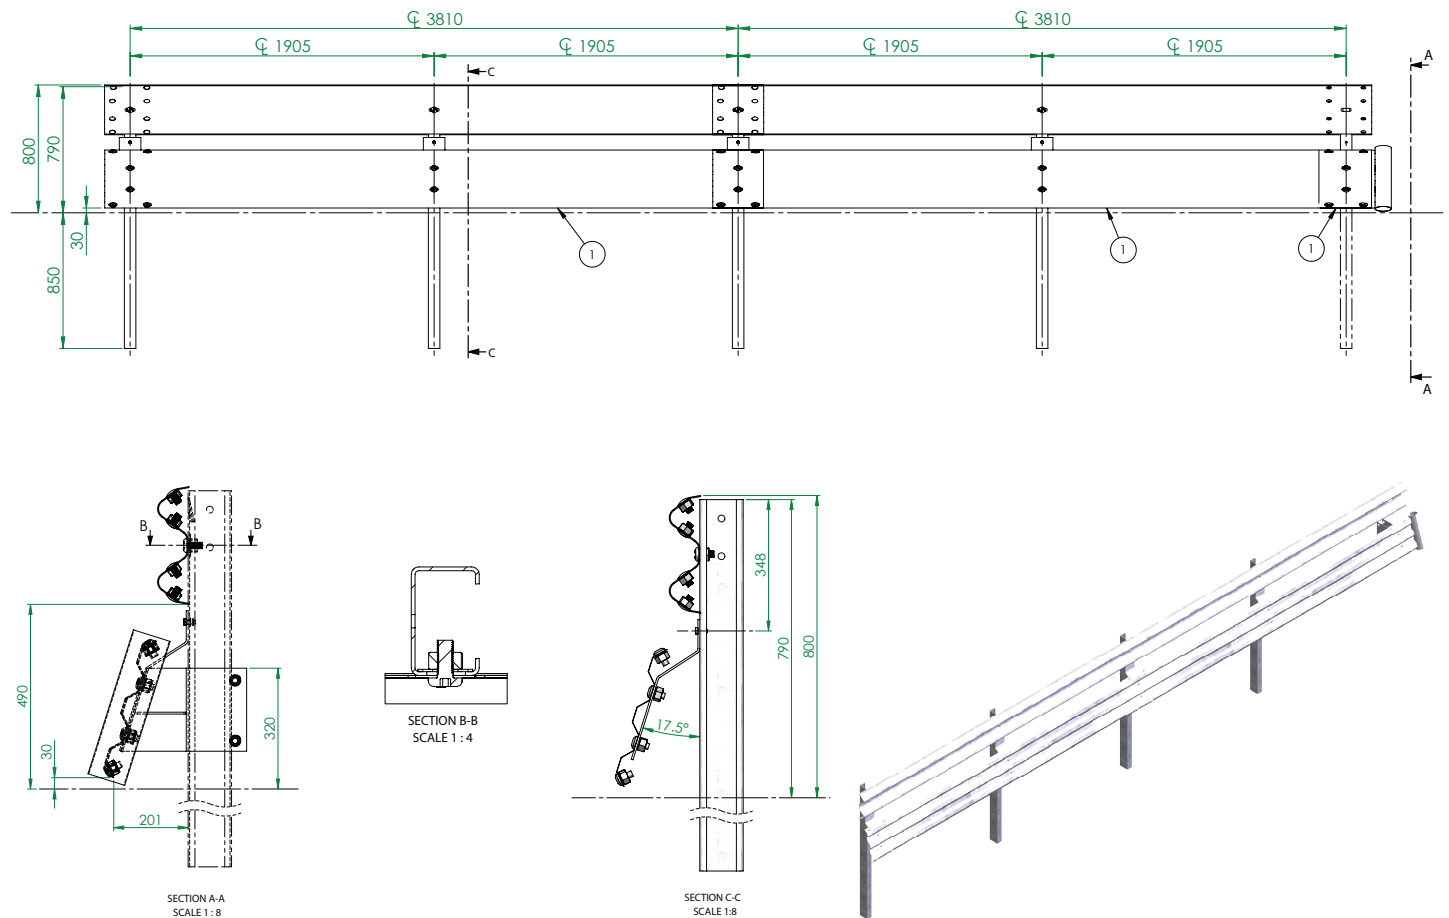 ℄ 3810
℄ 3810
℄ 1905
℄ 1905
℄ 1905
℄ 1905
C
A
800
790
30
850
1
1
1
C
A
B
B
490
30
320
201
SECTION A-A
SCALE 1 : 8
SECTION B-B
SCALE 1 : 4
348
790
800
17.5°
SECTION C-C
SCALE 1:8